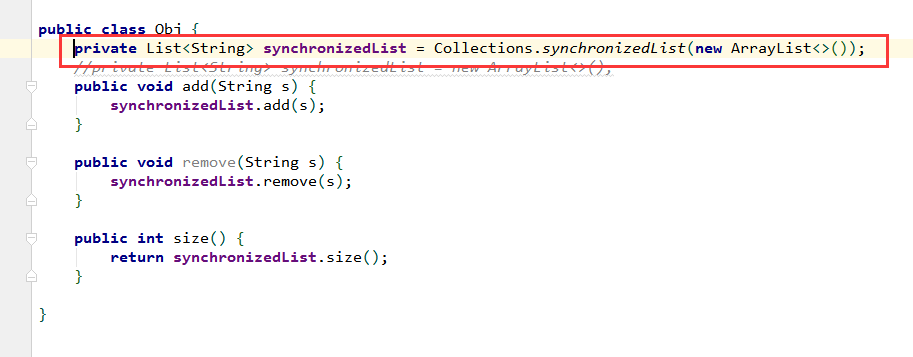 public class Obj {
    private List<String> synchronizedList = Collections.synchronizedList(new ArrayList<>());
    //private List<String> synchronizedList = new ArrayList<>();
    public void add(String s) {
        synchronizedList.add(s);
    }
    public void remove(String s) {
        synchronizedList.remove(s);
    }
    public int size() {
        return synchronizedList.size();
    }
}